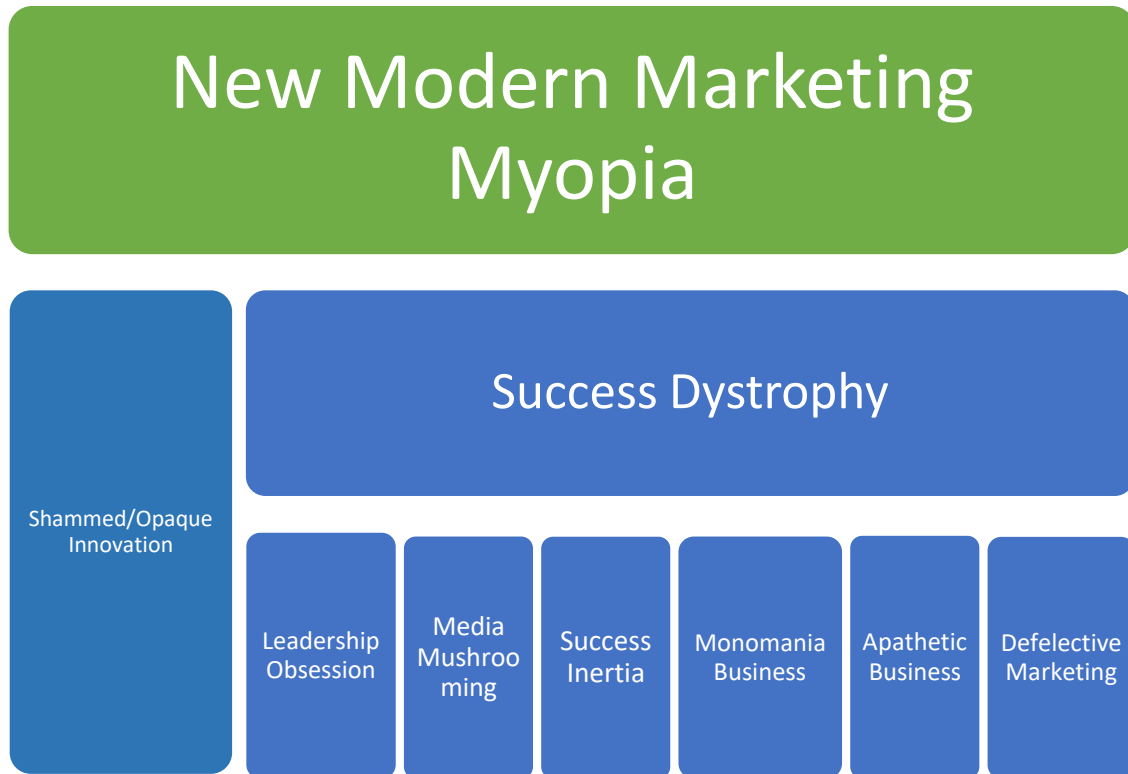 New Modern Marketing
Myopia
Success Dystrophy
Shammed/Opaque
Innovation
Leadership
Obsession
Media
Mushroo
ming
Success
Inertia
Monomania
Business
Apathetic
Business
Defelective
Marketing